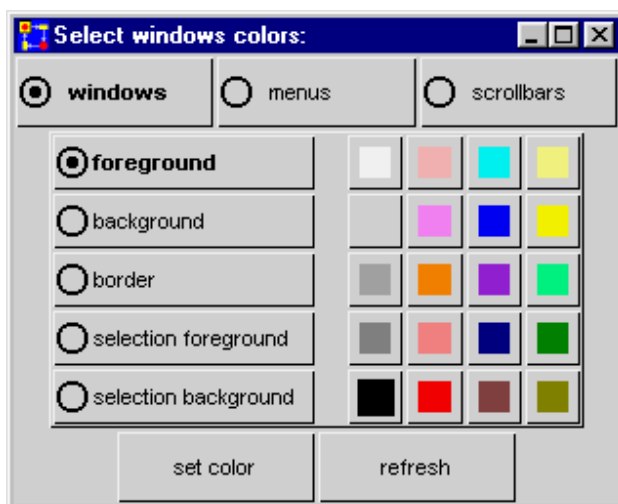 Select windows colors:
windows menus scrollbars
foreground
background
border
selection foreground
selection background
set color refresh